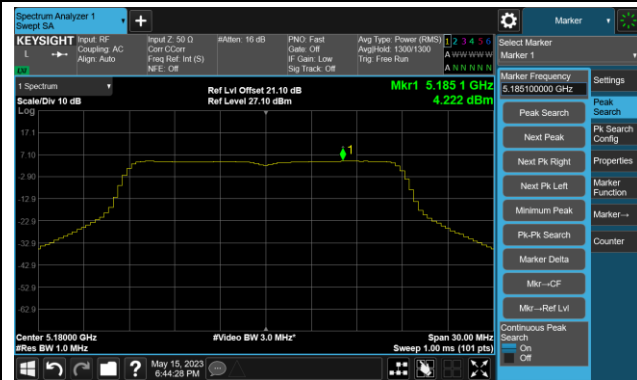 Spectrum Analyzer 1
Swept SA
+
Marker
KEYSIGHT
L
Input: RF
Coupling: AC
Align: Auto
Input Z: 50 Ω
Corr CCorr
Freq Ref: Int (S)
NFE: Off
#Atten: 16 dB
PNO: Fast
Gate: Off
IF Gain: Low
Sig Track: Off
Avg Type: Power (RMS)
Avg|Hold: 1300/1300
Trig: Free Run
1 2 3 4 5 6
A W W W W W
A N N N N N
Select Marker
Marker 1
1 Spectrum
Scale/Div 10 dB
Log
Ref Lvl Offset 21.10 dB
Ref Level 27.10 dBm
Mkr1 5.185 1 GHz
4.222 dBm
17.1
7.10
-2.90
-12.9
-22.9
-32.9
-42.9
-52.9
-62.9
1
Center 5.18000 GHz
#Res BW 1.0 MHz
#Video BW 3.0 MHz*
Span 30.00 MHz
Sweep 1.00 ms (101 pts)
Marker Frequency
5.185100000 GHz
Peak Search
Next Peak
Next Pk Right
Next Pk Left
Minimum Peak
Pk-Pk Search
Marker Delta
Mkr→CF
Mkr→Ref Lvl
Continuous Peak
Search
On
Off
Settings
Peak
Search
Pk Search
Config
Properties
Marker
Function
Marker→
Counter
?
May 15, 2023
6:44:28 PM